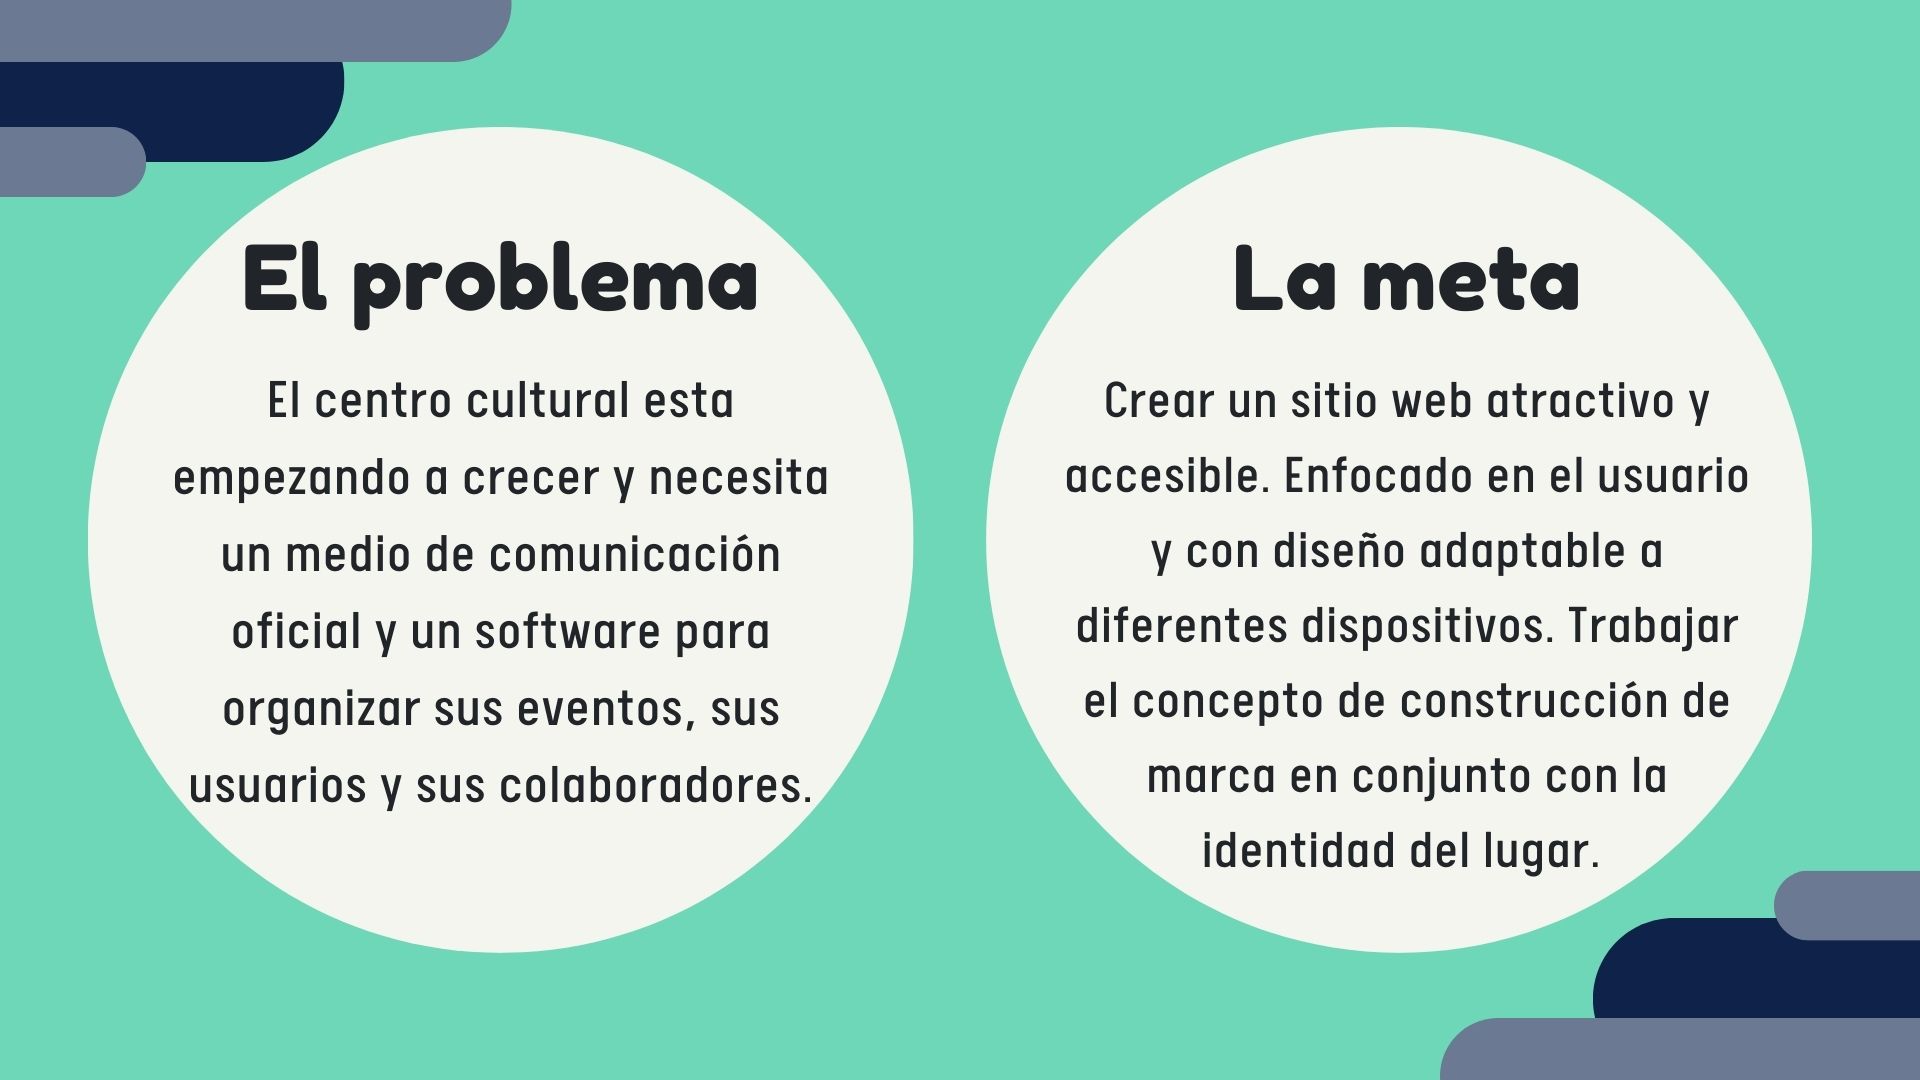 El problema
El centro cultural esta
empezando a crecer y necesita
un medio de comunicación
oficial y un software para
organizar sus eventos, sus
usuarios y sus colaboradores.
La meta
Crear un sitio web atractivo y
accesible. Enfocado en el usuario
y con diseño adaptable a
diferentes dispositivos. Trabajar
el concepto de construcción de
marca en conjunto con la
identidad del lugar.